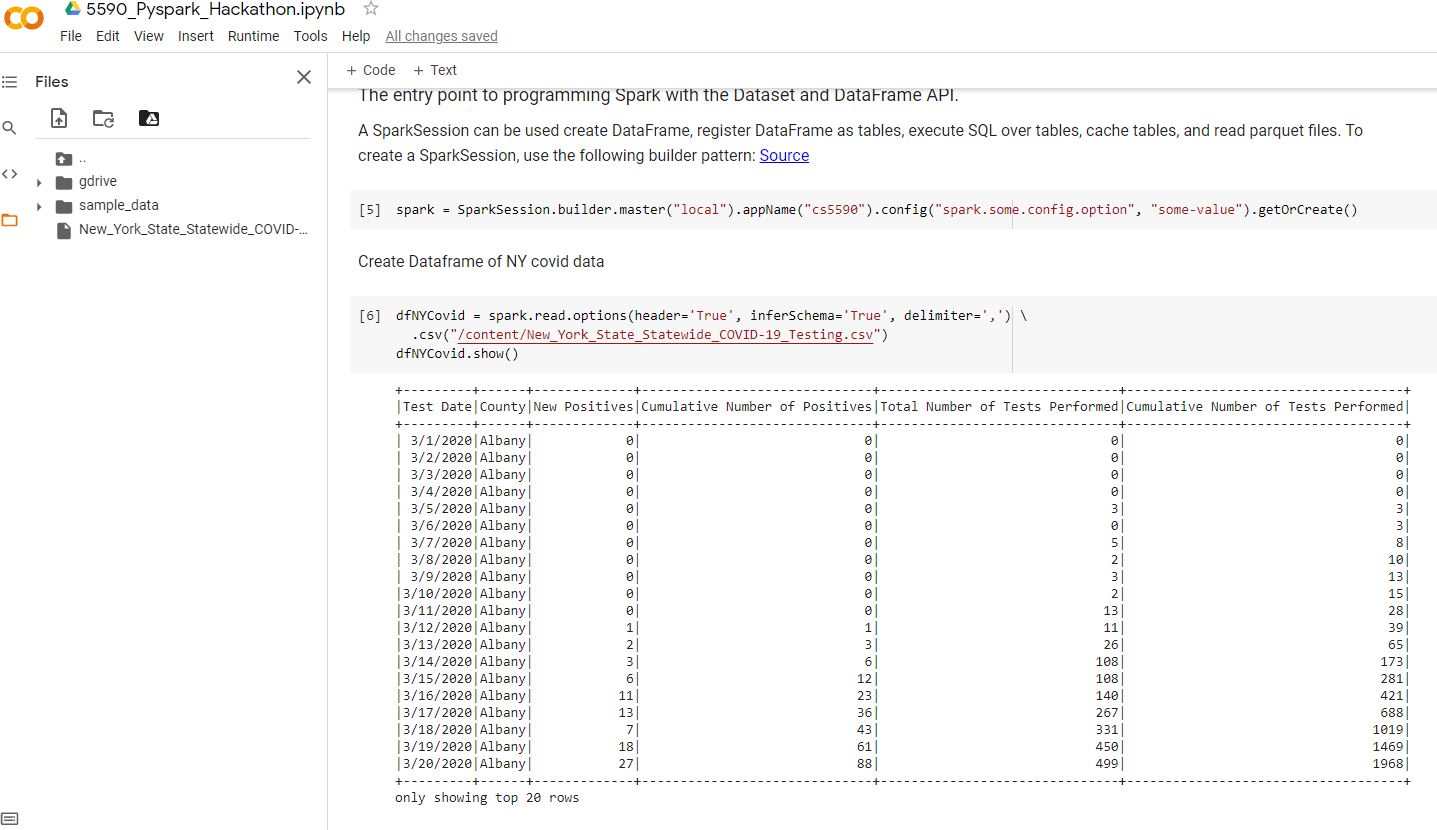 5590_Pyspark_Hackathon.ipynb
File Edit View Insert Runtime Tools Help All changes saved
Files
..
gdrive
sample_data
New_York_State_Statewide_COVID-...
+ Code + Text
The entry point to programming Spark with the Dataset and DataFrame API.
A SparkSession can be used create DataFrame, register DataFrame as tables, execute SQL over tables, cache tables, and read parquet files. To
create a SparkSession, use the following builder pattern: Source
[5] spark = SparkSession.builder.master("local").appName("cs5590").config("spark.some.config.option", "some-value").getOrCreate()
Create Dataframe of NY covid data
[6] dfNYCovid = spark.read.options(header='True', inferSchema='True', delimiter=',') \
.csv("/content/New_York_State_Statewide_COVID-19_Testing.csv")
dfNYCovid.show()
+---------+------+-------------+------------------------------+-------------------------------+------------------------------------+
|Test Date|County|New Positives|Cumulative Number of Positives|Total Number of Tests Performed|Cumulative Number of Tests Performed|
+---------+------+-------------+------------------------------+-------------------------------+------------------------------------+
| 3/1/2020|Albany| 0| 0| 0| 0|
| 3/2/2020|Albany| 0| 0| 0| 0|
| 3/3/2020|Albany| 0| 0| 0| 0|
| 3/4/2020|Albany| 0| 0| 0| 0|
| 3/5/2020|Albany| 0| 0| 3| 3|
| 3/6/2020|Albany| 0| 0| 0| 3|
| 3/7/2020|Albany| 0| 0| 5| 8|
| 3/8/2020|Albany| 0| 0| 2| 10|
| 3/9/2020|Albany| 0| 0| 3| 13|
|3/10/2020|Albany| 0| 0| 2| 15|
|3/11/2020|Albany| 0| 0| 13| 28|
|3/12/2020|Albany| 1| 1| 11| 39|
|3/13/2020|Albany| 2| 3| 26| 65|
|3/14/2020|Albany| 3| 6| 108| 173|
|3/15/2020|Albany| 6| 12| 108| 281|
|3/16/2020|Albany| 11| 23| 140| 421|
|3/17/2020|Albany| 13| 36| 267| 688|
|3/18/2020|Albany| 7| 43| 331| 1019|
|3/19/2020|Albany| 18| 61| 450| 1469|
|3/20/2020|Albany| 27| 88| 499| 1968|
+---------+------+-------------+------------------------------+-------------------------------+------------------------------------+
only showing top 20 rows